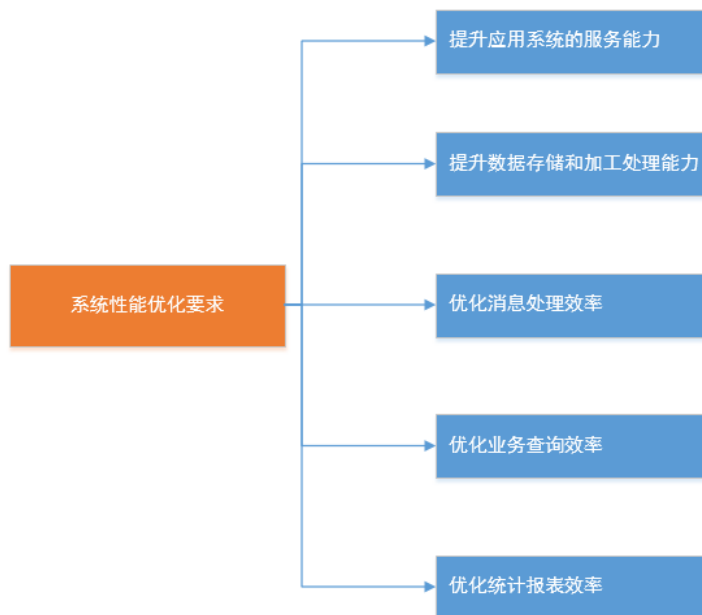 提升应用系统的服务能力
提升数据存储和加工处理能力
系统性能优化要求
优化消息处理效率
优化业务查询效率
优化统计报表效率